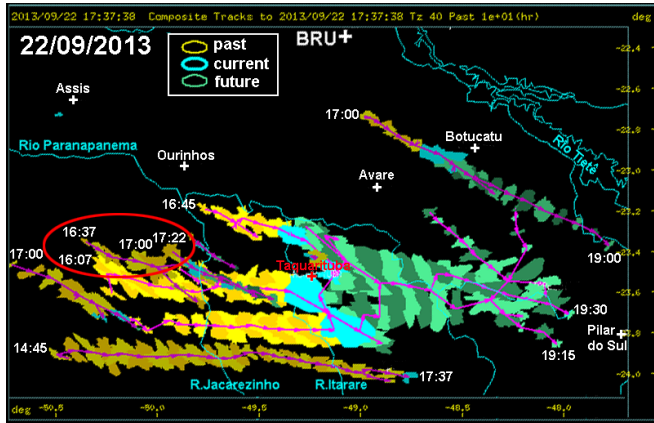 2013/09/22 17:37:38 Composite Tracks to 2013/09/22 17:37:38 Tz 40 Past 1e+01(hr)
deg
22/09/2013
BRU
past
current
future
-22.4
-22.6
-22.8
-23.0
-23.2
-23.4
-23.6
-23.8
-24.0
Assis
17:00
Botucatu
Rio Tietê
Rio Paranapanema
Ourinhos
Avare
16:45
16:37
17:00
17:22
16:07
17:00
Taquarituba
19:00
19:30
Pilar
do Sul
19:15
14:45
17:37
R.Jacarezinho
R.Itarare
deg
-50.5
-50.0
-49.5
-49.0
-48.5
-48.0
deg